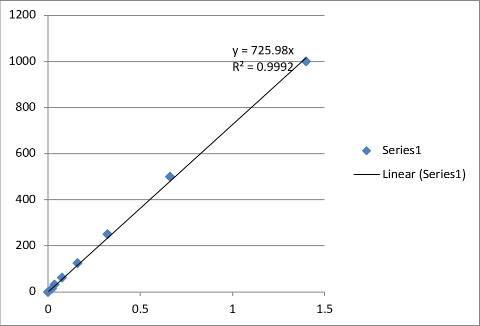 1200
y = 725.98x
1000
R² = 0.9992
800
600
Series1
Linear (Series1)
400
200
0
0 0.5 1 1.5